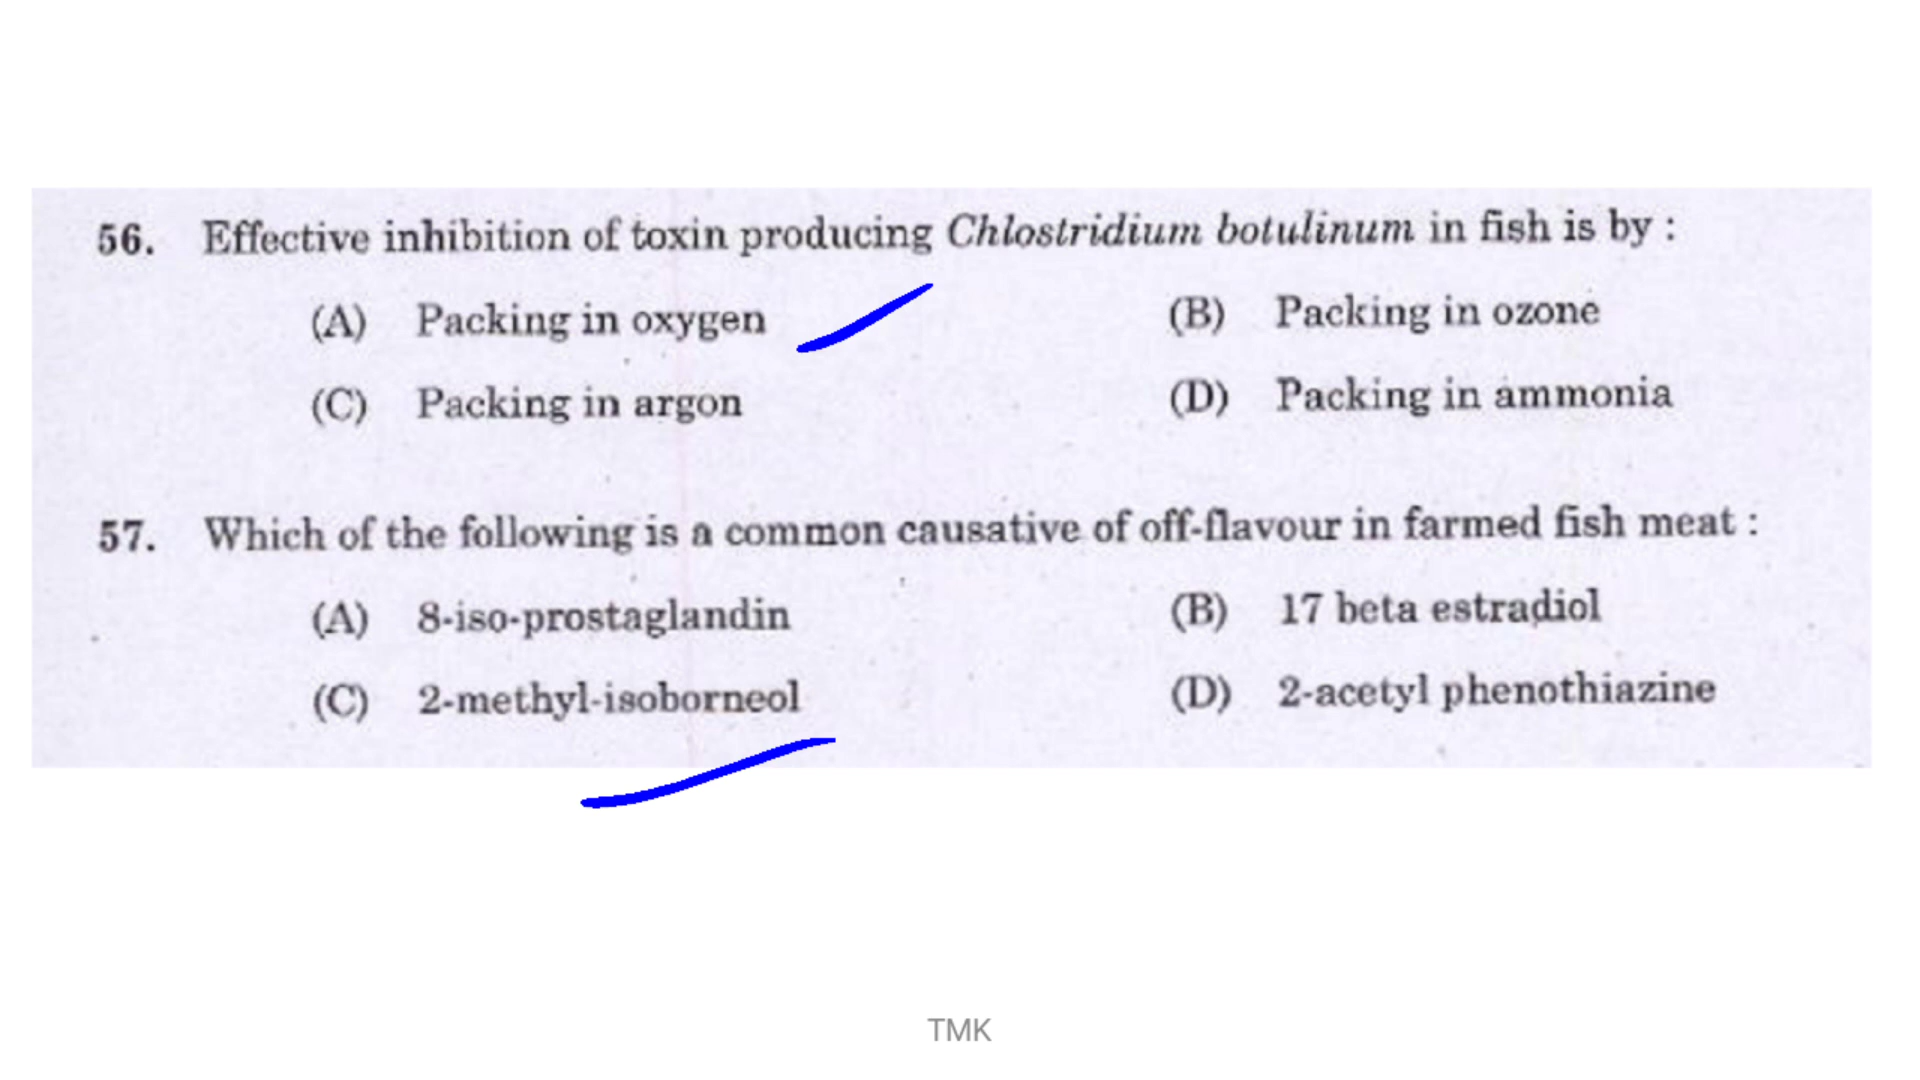 56. Effective inhibition of toxin producing Chlostridium botulinum in fish is by :
(A) Packing in oxygen (B) Packing in ozone
(C) Packing in argon (D) Packing in ammonia
57. Which of the following is a common causative of off-flavour in farmed fish meat :
(A) 8-iso-prostaglandin (B) 17 beta estradiol
(C) 2-methyl-isoborneol (D) 2-acetyl phenothiazine
TMK